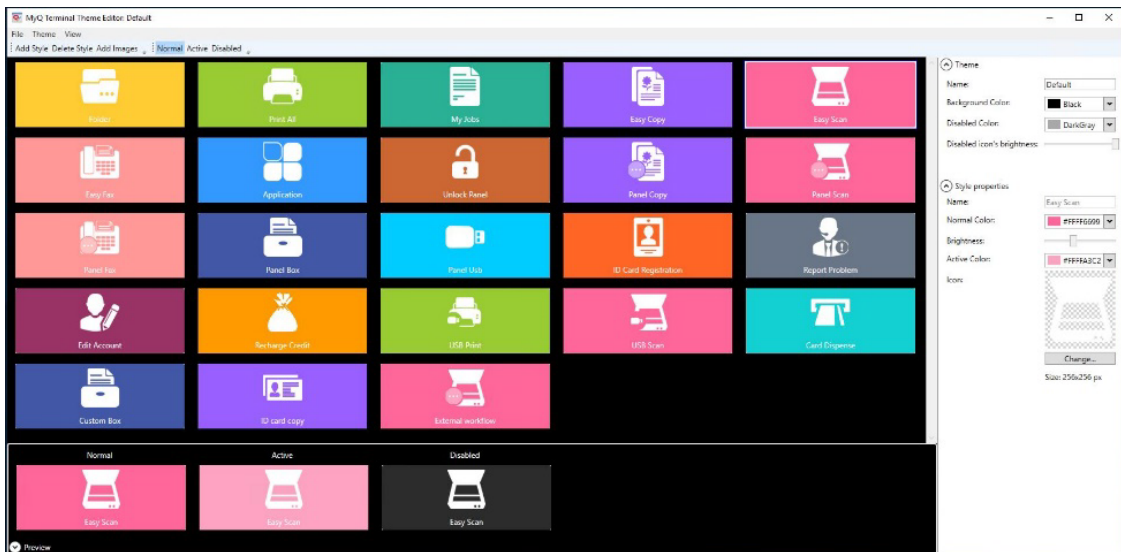 MyQ Terminal Theme Editor: Default
File Theme View
Add Style Delete Style Add Images Normal Active Disabled
Folder Print All My Jobs Easy Copy Easy Scan
Easy Fax Application Unlock Panel Panel Copy Panel Scan
Panel Fax Panel Box Panel Usb ID Card Registration Report Problem
Edit Account Recharge Credit USB Print USB Scan Card Dispense
Custom Box ID card copy External workflow
Normal Active Disabled
Easy Scan Easy Scan Easy Scan
Preview
Theme
Name: Default
Background Color: Black
Disabled Color: DarkGray
Disabled icon's brightness:
Style properties
Name: Easy Scan
Normal Color: #FFFF6699
Brightness:
Active Color: #FFFFA3C2
Icon:
Change...
Size: 256x256 px